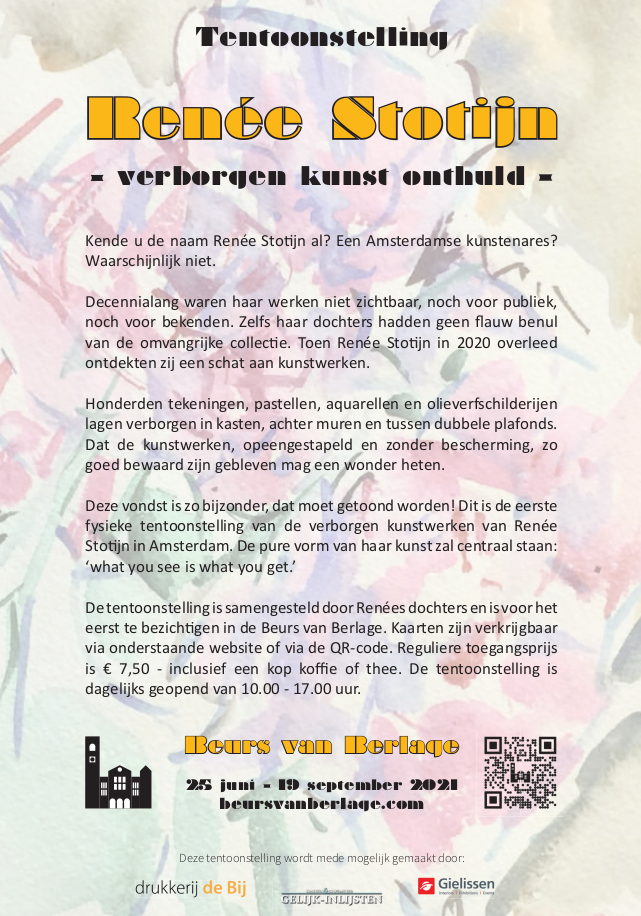 Tentoonstelling
Renée Stotijn
- verborgen kunst onthuld -
Kende u de naam Renée Stotijn al? Een Amsterdamse kunstenares?
Waarschijnlijk niet.
Decennialang waren haar werken niet zichtbaar, noch voor publiek,
noch voor bekenden. Zelfs haar dochters hadden geen flauw benul
van de omvangrijke collectie. Toen Renée Stotijn in 2020 overleed
ontdekten zij een schat aan kunstwerken.
Honderden tekeningen, pastellen, aquarellen en olieverfschilderijen
lagen verborgen in kasten, achter muren en tussen dubbele plafonds.
Dat de kunstwerken, opeengestapeld en zonder bescherming, zo
goed bewaard zijn gebleven mag een wonder heten.
Deze vondst is zo bijzonder, dat moet getoond worden! Dit is de eerste
fysieke tentoonstelling van de verborgen kunstwerken van Renée
Stotijn in Amsterdam. De pure vorm van haar kunst zal centraal staan:
‘what you see is what you get.’
De tentoonstelling is samengesteld door Renées dochters en is voor het
eerst te bezichtigen in de Beurs van Berlage. Kaarten zijn verkrijgbaar
via onderstaande website of via de QR-code. Reguliere toegangsprijs
is € 7,50 - inclusief een kop koffie of thee. De tentoonstelling is
dagelijks geopend van 10.00 - 17.00 uur.
Beurs van Berlage
25 juni - 19 september 2021
beursvanberlage.com
Deze tentoonstelling wordt mede mogelijk gemaakt door:
drukkerij de Bij
GELIJK-INLIJSTEN
Gielissen
Interiors | Exhibitions | Events